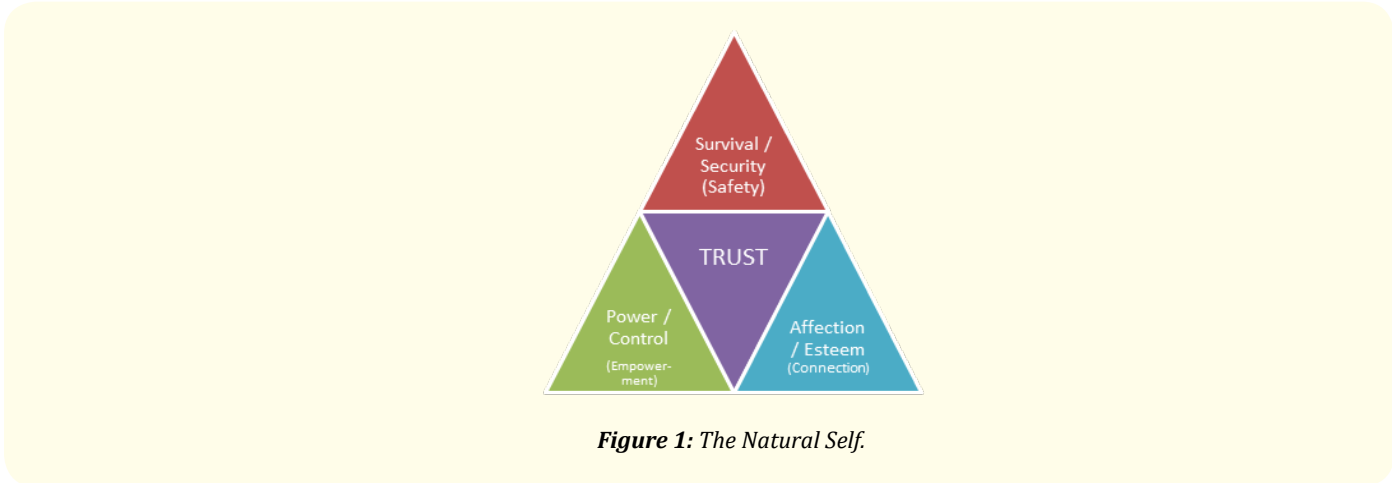 Survival /
Security
(Safety)
TRUST
Power /
Control
(Empower-
ment)
Affection
/ Esteem
(Connection)
Figure 1: The Natural Self.